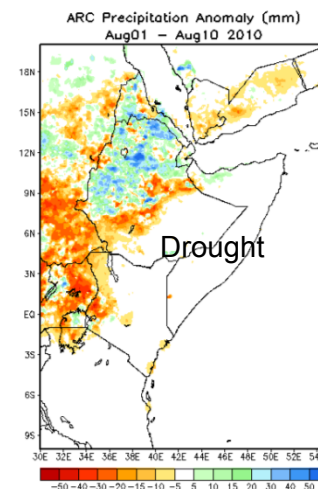 ARC Precipitation Anomaly (mm)
Aug01 – Aug10 2010
18N
15N
12N
9N
6N
Drought
3N
EQ
3S
6S
9S
30E 32E 34E 36E 38E 40E 42E 44E 46E 48E 50E 52E 54
-50 -40 -30 -20 -15 -10 -5 5 10 15 20 30 40 50